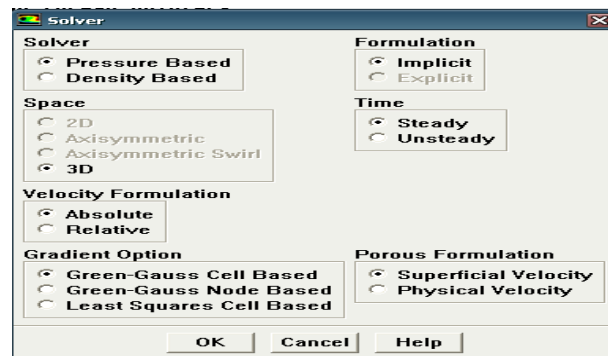 Solver
Solver
Formulation
Pressure Based
Density Based
Implicit
Explicit
Space
Time
2D
Axisymmetric
Axisymmetric Swirl
3D
Steady
Unsteady
Velocity Formulation
Absolute
Relative
Gradient Option
Porous Formulation
Green-Gauss Cell Based
Green-Gauss Node Based
Least Squares Cell Based
Superficial Velocity
Physical Velocity
OK
Cancel
Help